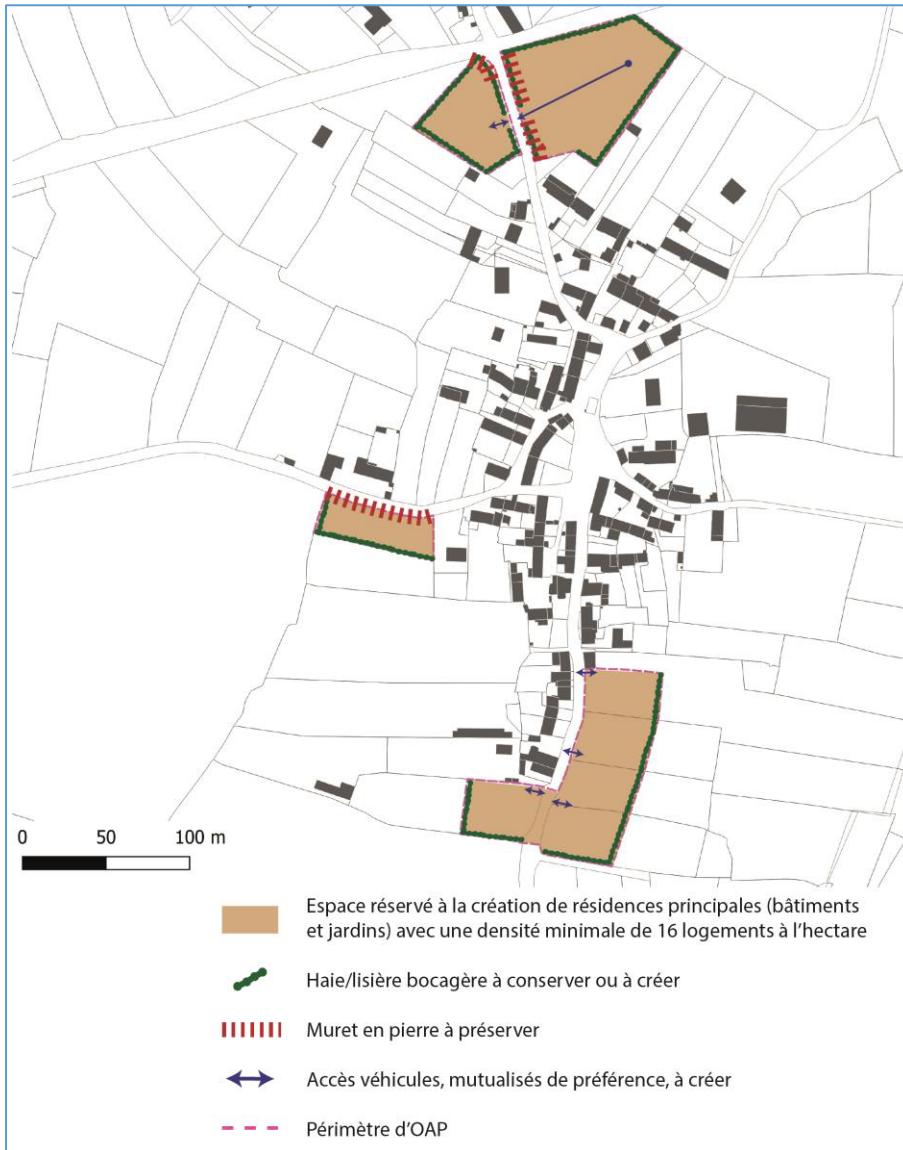 0 50 100 m
Espace réservé à la création de résidences principales (bâtiments
et jardins) avec une densité minimale de 16 logements à l'hectare
Haie/lisière bocagère à conserver ou à créer
Muret en pierre à préserver
Accès véhicules, mutualisés de préférence, à créer
Périmètre d'OAP